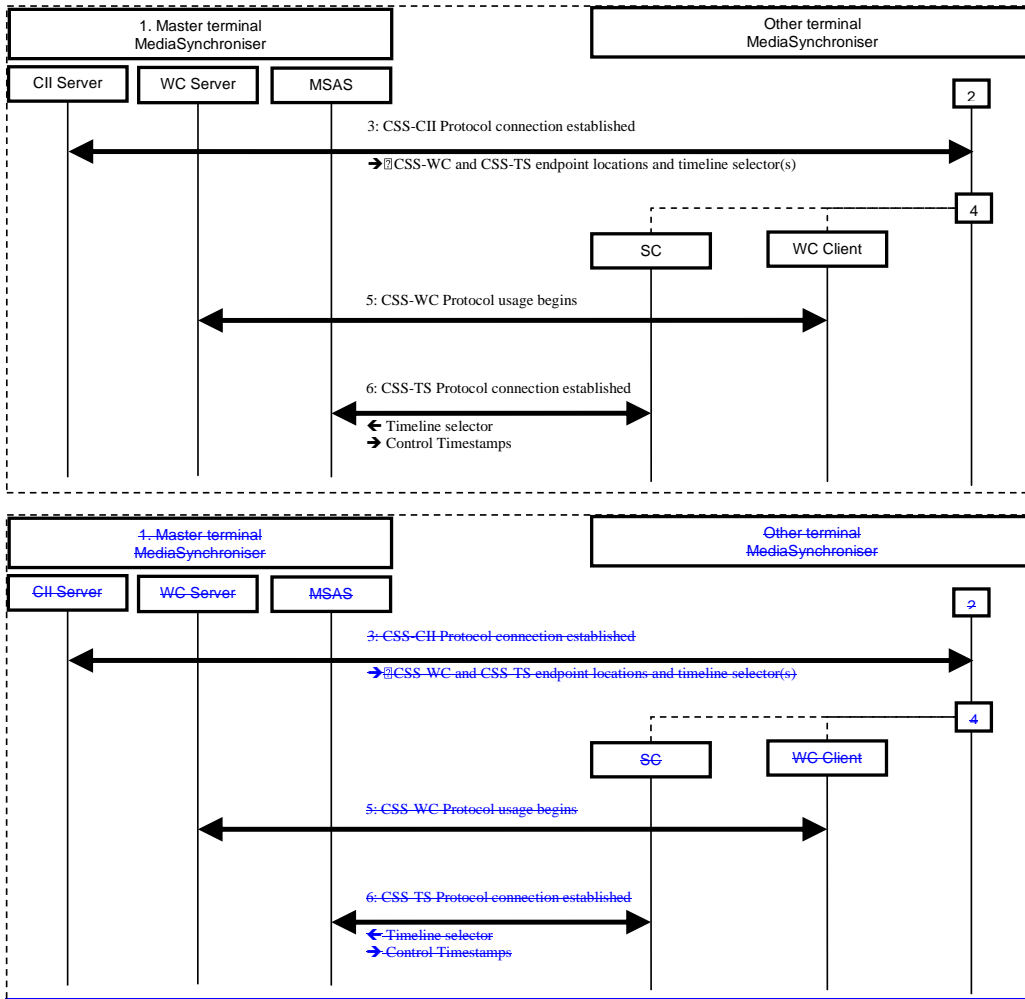 1. Master terminal
MediaSynchroniser
Other terminal
MediaSynchroniser
CII Server
WC Server
MSAS
2
3: CSS-CII Protocol connection established
➔ CSS-WC and CSS-TS endpoint locations and timeline selector(s)
4
SC
WC Client
5: CSS-WC Protocol usage begins
6: CSS-TS Protocol connection established
🡨 Timeline selector
➔ Control Timestamps
1. Master terminal
MediaSynchroniser
Other terminal
MediaSynchroniser
CII Server
WC Server
MSAS
2
3: CSS-CII Protocol connection established
➔ CSS-WC and CSS-TS endpoint locations and timeline selector(s)
4
SC
WC Client
5: CSS-WC Protocol usage begins
6: CSS-TS Protocol connection established
🡨 Timeline selector
➔ Control Timestamps